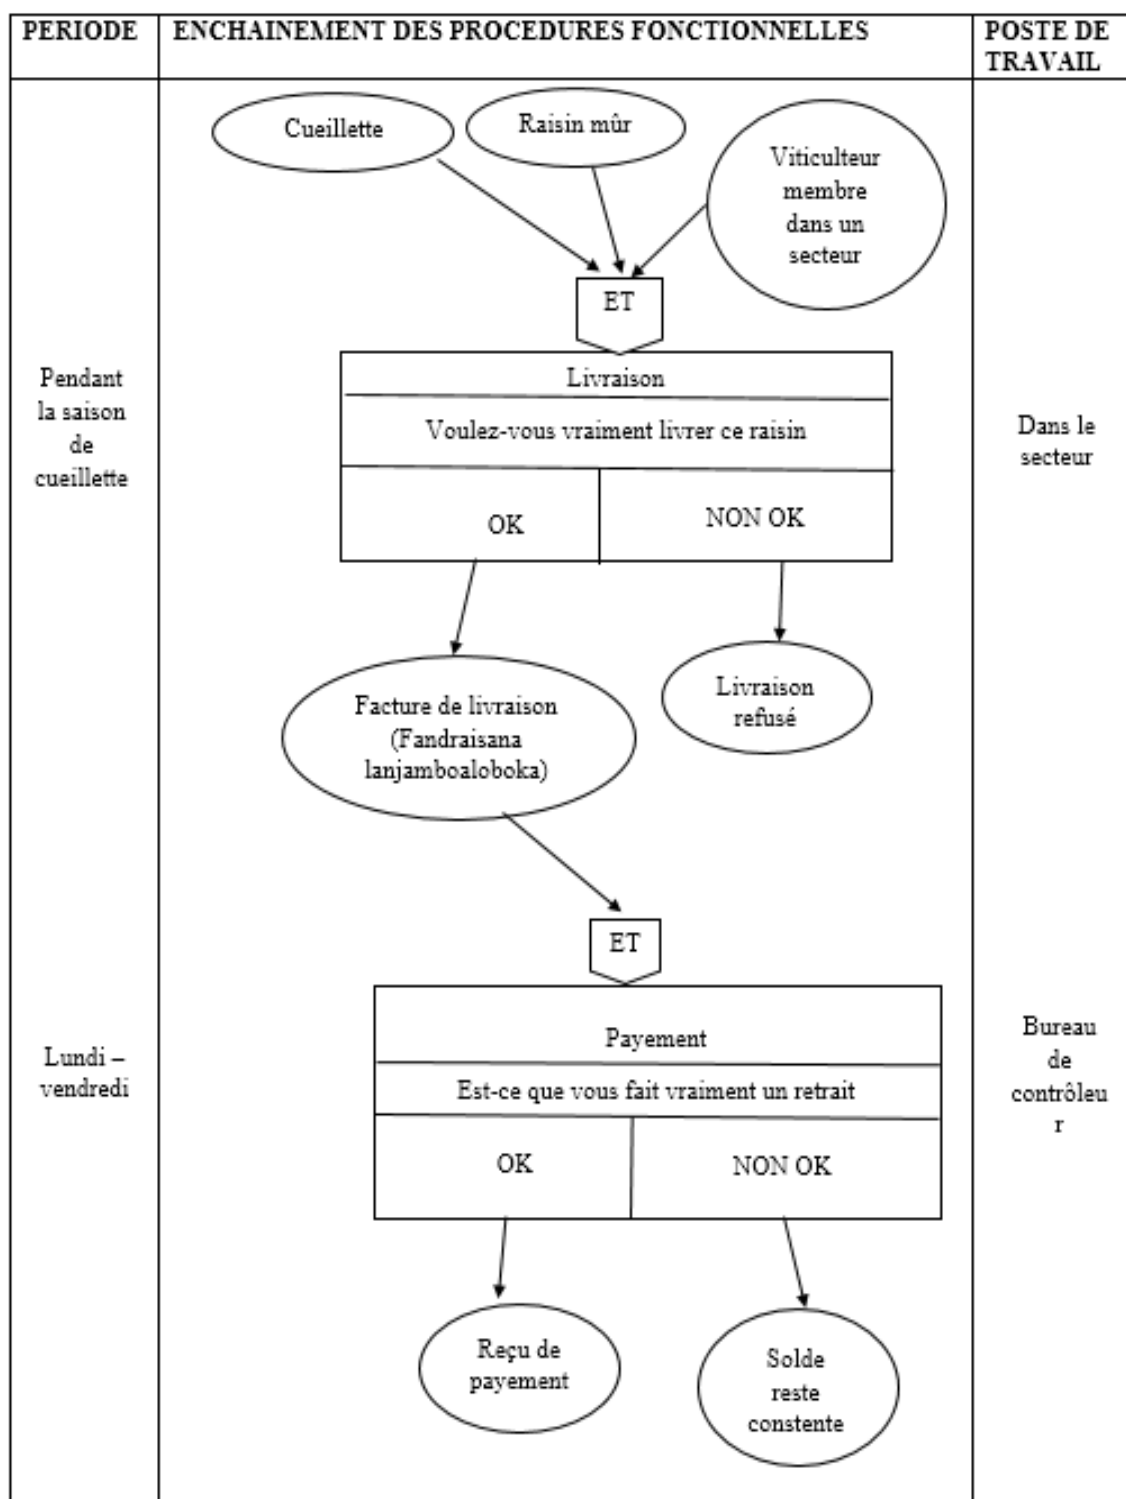 PERIODE
ENCHAINEMENT DES PROCEDURES FONCTIONNELLES
POSTE DE
TRAVAIL
Cueillette
Raisin mûr
Viticulteur
membre
dans un
secteur
ET
Pendant
la saison
de
cueillette
Livraison
Voulez-vous vraiment livrer ce raisin
OK
NON OK
Dans le
secteur
Facture de livraison
(Fandraisana
lanjamboaloboka)
Livraison
refusé
ET
Lundi –
vendredi
Payement
Est-ce que vous fait vraiment un retrait
OK
NON OK
Bureau
de
contrôleu
r
Reçu de
payement
Solde
reste
constente